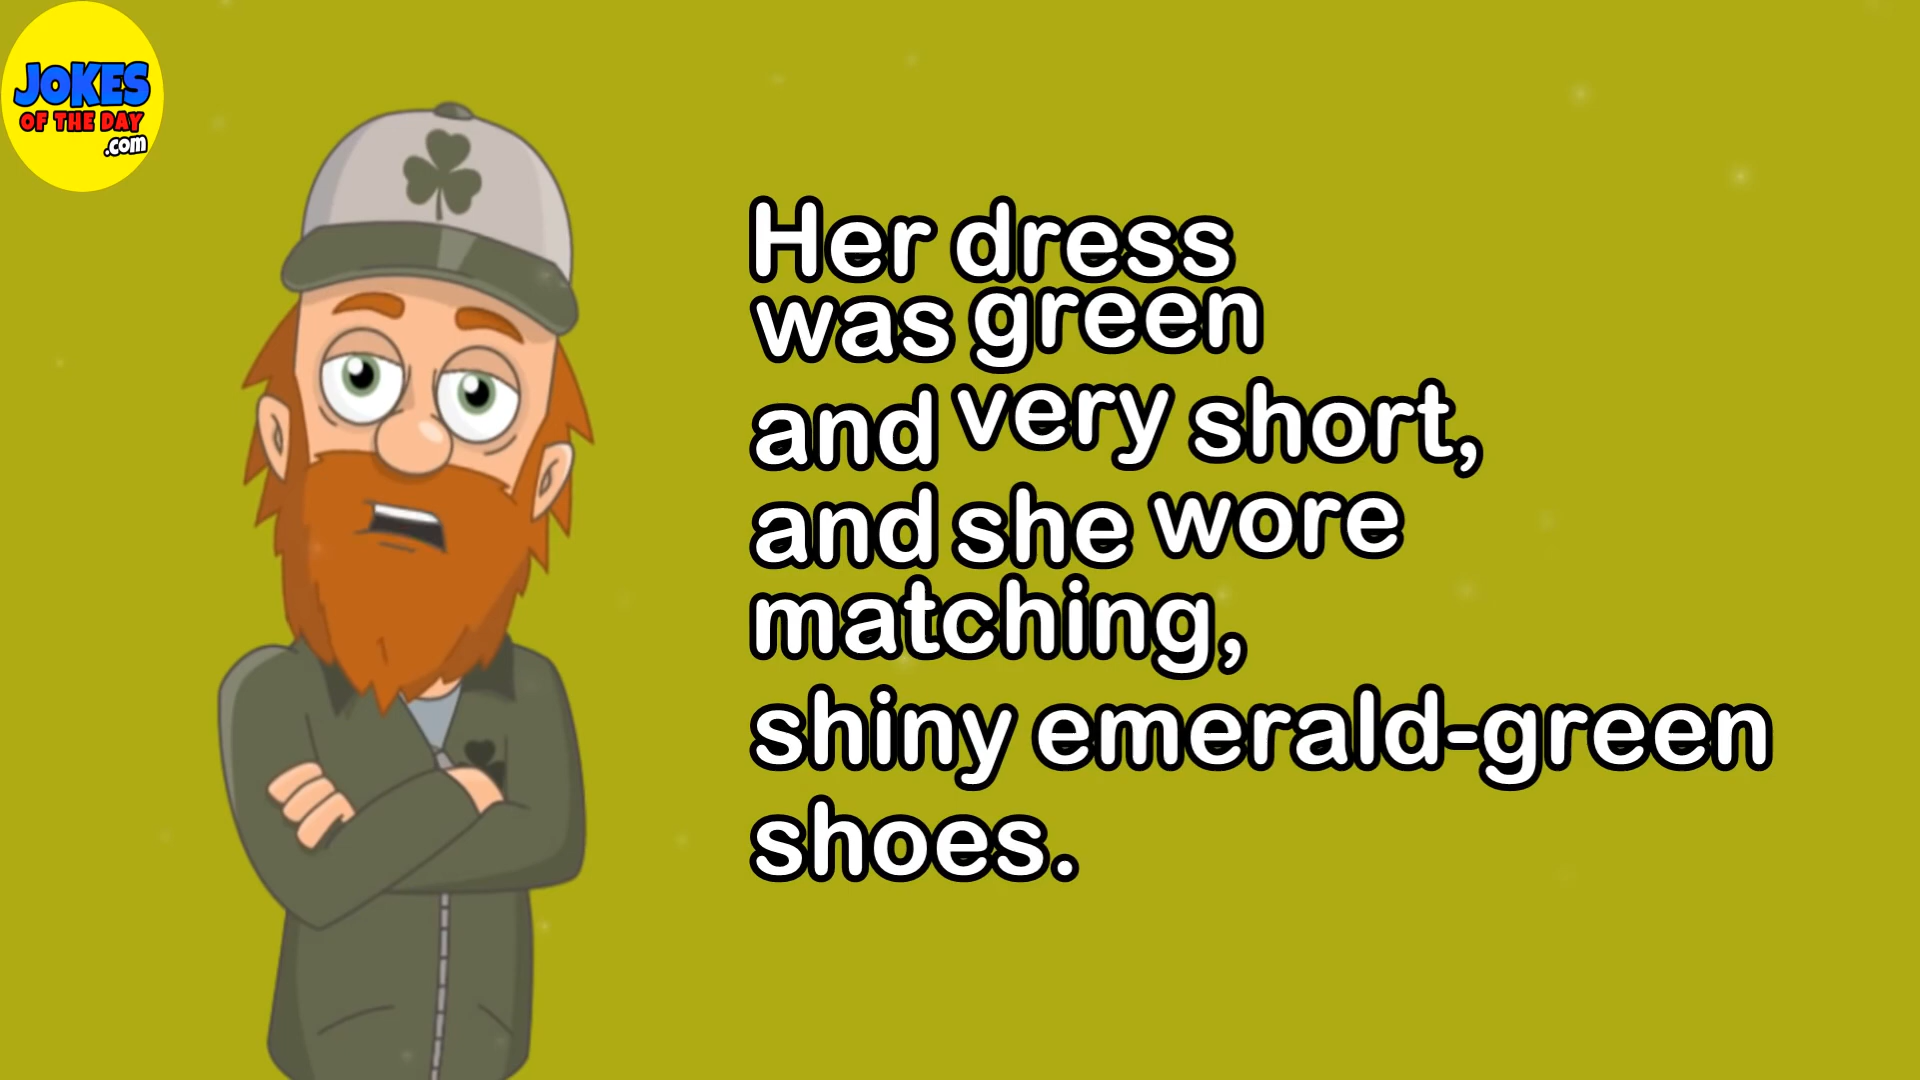 JOKES
OF THE DAY
.com
Her dress
was green
and very short,
and she wore
matching,
shiny emerald-green
shoes.